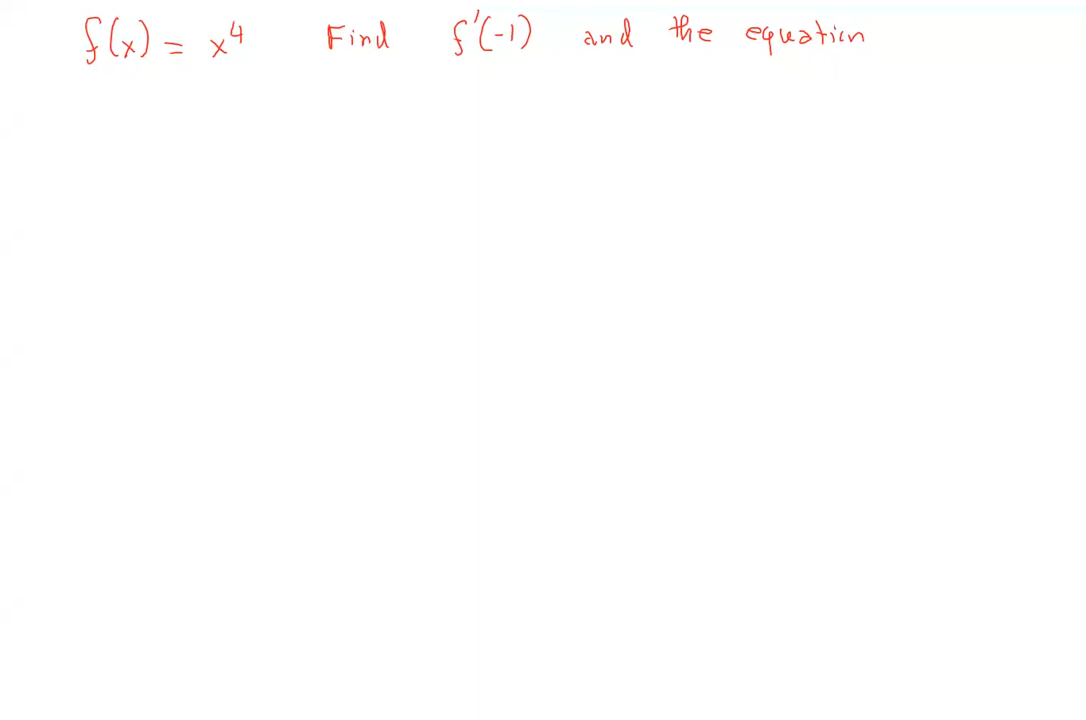 f(x) = x⁴ Find f'(-1) and the equation